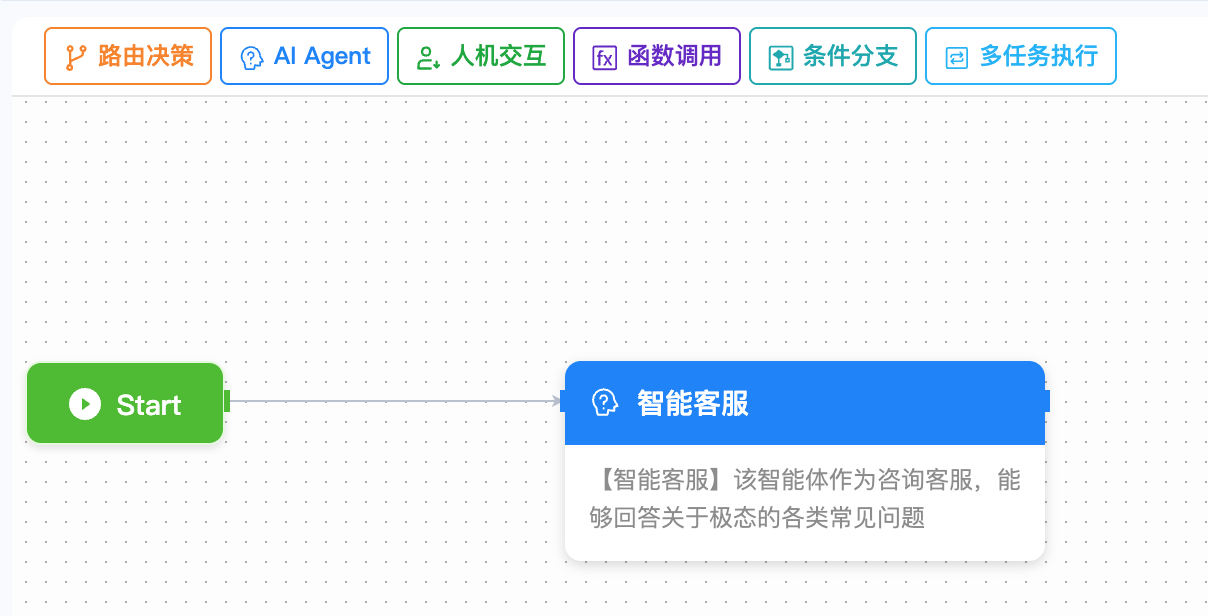 路由决策
AI Agent
人机交互
函数调用
条件分支
多任务执行
Start
智能客服
【智能客服】该智能体作为咨询客服，能
够回答关于极态的各类常见问题